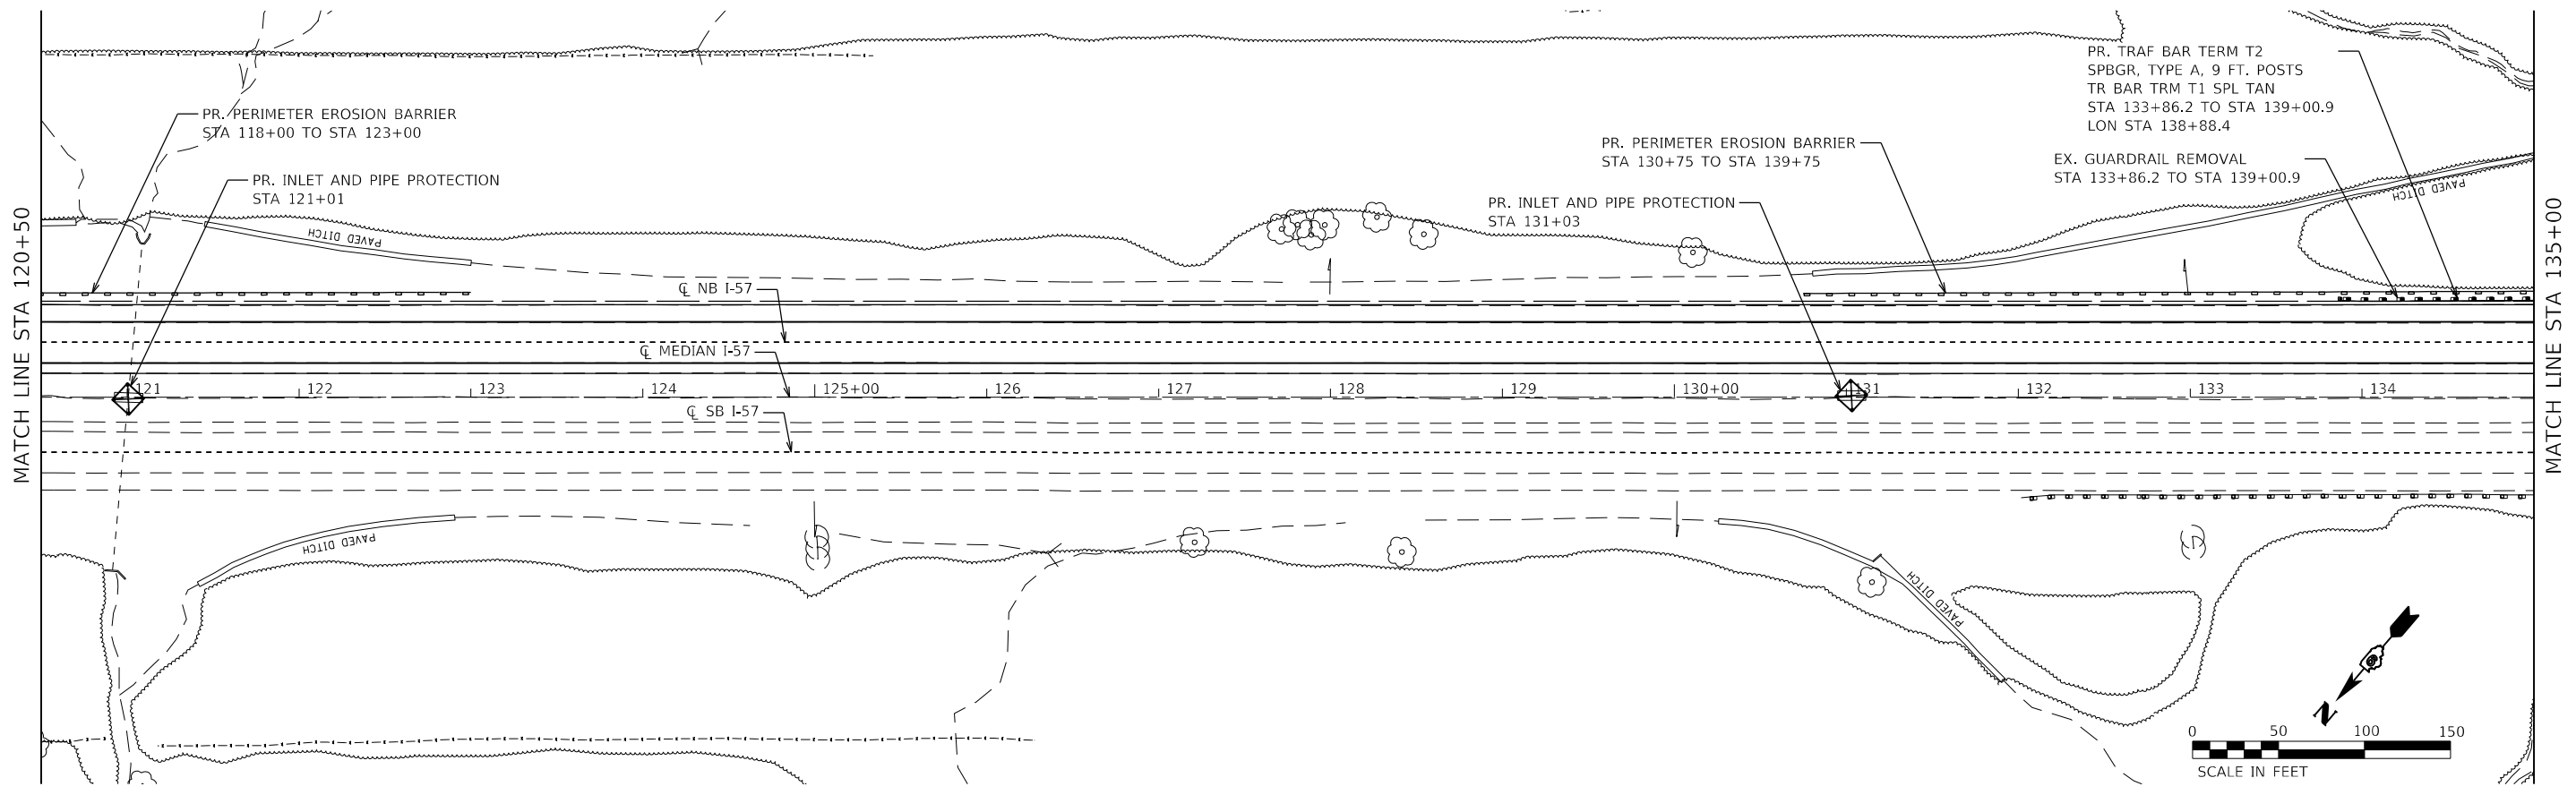 MATCH LINE STA 120+50
PR. PERIMETER EROSION BARRIER
STA 118+00 TO STA 123+00
PR. INLET AND PIPE PROTECTION
STA 121+01
PAVED DITCH
PR. TRAF BAR TERM T2
SPBGR, TYPE A, 9 FT. POSTS
TR BAR TRM T1 SPL TAN
STA 133+86.2 TO STA 139+00.9
LON STA 138+88.4
PR. PERIMETER EROSION BARRIER
STA 130+75 TO STA 139+75
EX. GUARDRAIL REMOVAL
STA 133+86.2 TO STA 139+00.9
PR. INLET AND PIPE PROTECTION
STA 131+03
PAVED DITCH
℄ NB I-57
℄ MEDIAN I-57
121 122 123 124 125+00 126 127 128 129 130+00 131 132 133 134
℄ SB I-57
PAVED DITCH
PAVED DITCH
N
0 50 100 150
SCALE IN FEET
MATCH LINE STA 135+00